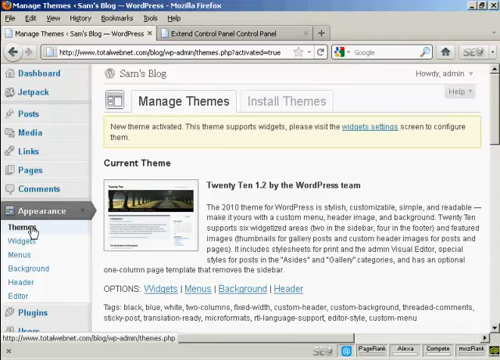 Manage Themes ‹ Sam's Blog — WordPress - Mozilla Firefox
File Edit View History Bookmarks Tools Help
Manage Themes ‹ Sam's Blog — WordPress ×
Extend Control Panel Control Panel ×
http://www.totalwebnet.com/blog/wp-admin/themes.php?activated=true
Google
Dashboard
Jetpack
Posts
Media
Links
Pages
Comments
Appearance
Themes
Widgets
Menus
Background
Header
Editor
Plugins
Users
Sam's Blog
Howdy, admin
Help
Manage Themes
Install Themes
New theme activated. This theme supports widgets, please visit the widgets settings screen to configure
them.
Current Theme
Twenty Ten
Twenty Ten 1.2 by the WordPress team
The 2010 theme for WordPress is stylish, customizable, simple, and readable —
make it yours with a custom menu, header image, and background. Twenty Ten
supports six widgetized areas (two in the sidebar, four in the footer) and featured
images (thumbnails for gallery posts and custom header images for posts and
pages). It includes stylesheets for print and the admin Visual Editor, special
styles for posts in the "Asides" and "Gallery" categories, and has an optional
one-column page template that removes the sidebar.
OPTIONS: Widgets | Menus | Background | Header
Tags: black, blue, white, two-columns, fixed-width, custom-header, custom-background, threaded-comments,
sticky-post, translation-ready, microformats, rtl-language-support, editor-style, custom-menu
http://www.totalwebnet.com/blog/wp-admin/themes.php
PageRank
Alexa
Compete
mozRank